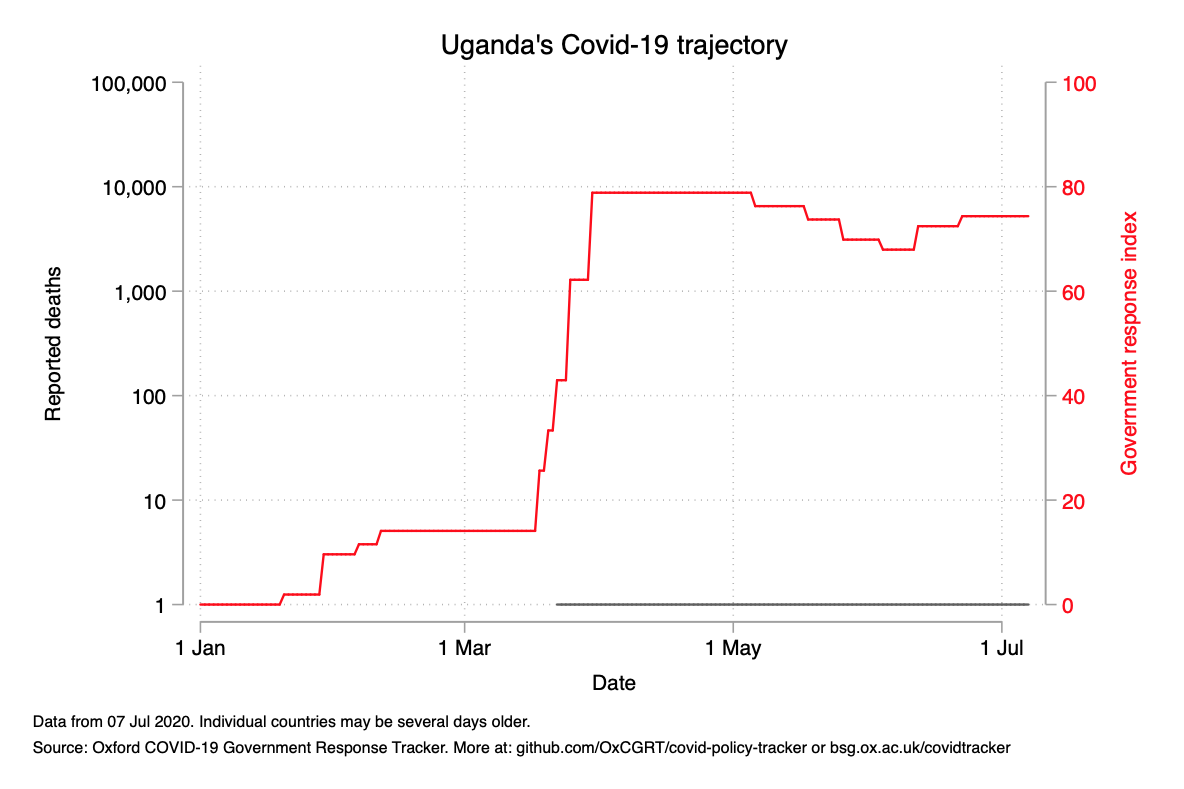 Uganda's Covid-19 trajectory
100,000
10,000
1,000
100
10
1
Reported deaths
100
80
60
40
20
0
Government response index
1 Jan
1 Mar
1 May
1 Jul
Date
Data from 07 Jul 2020. Individual countries may be several days older.
Source: Oxford COVID-19 Government Response Tracker. More at: github.com/OxCGRT/covid-policy-tracker or bsg.ox.ac.uk/covidtracker